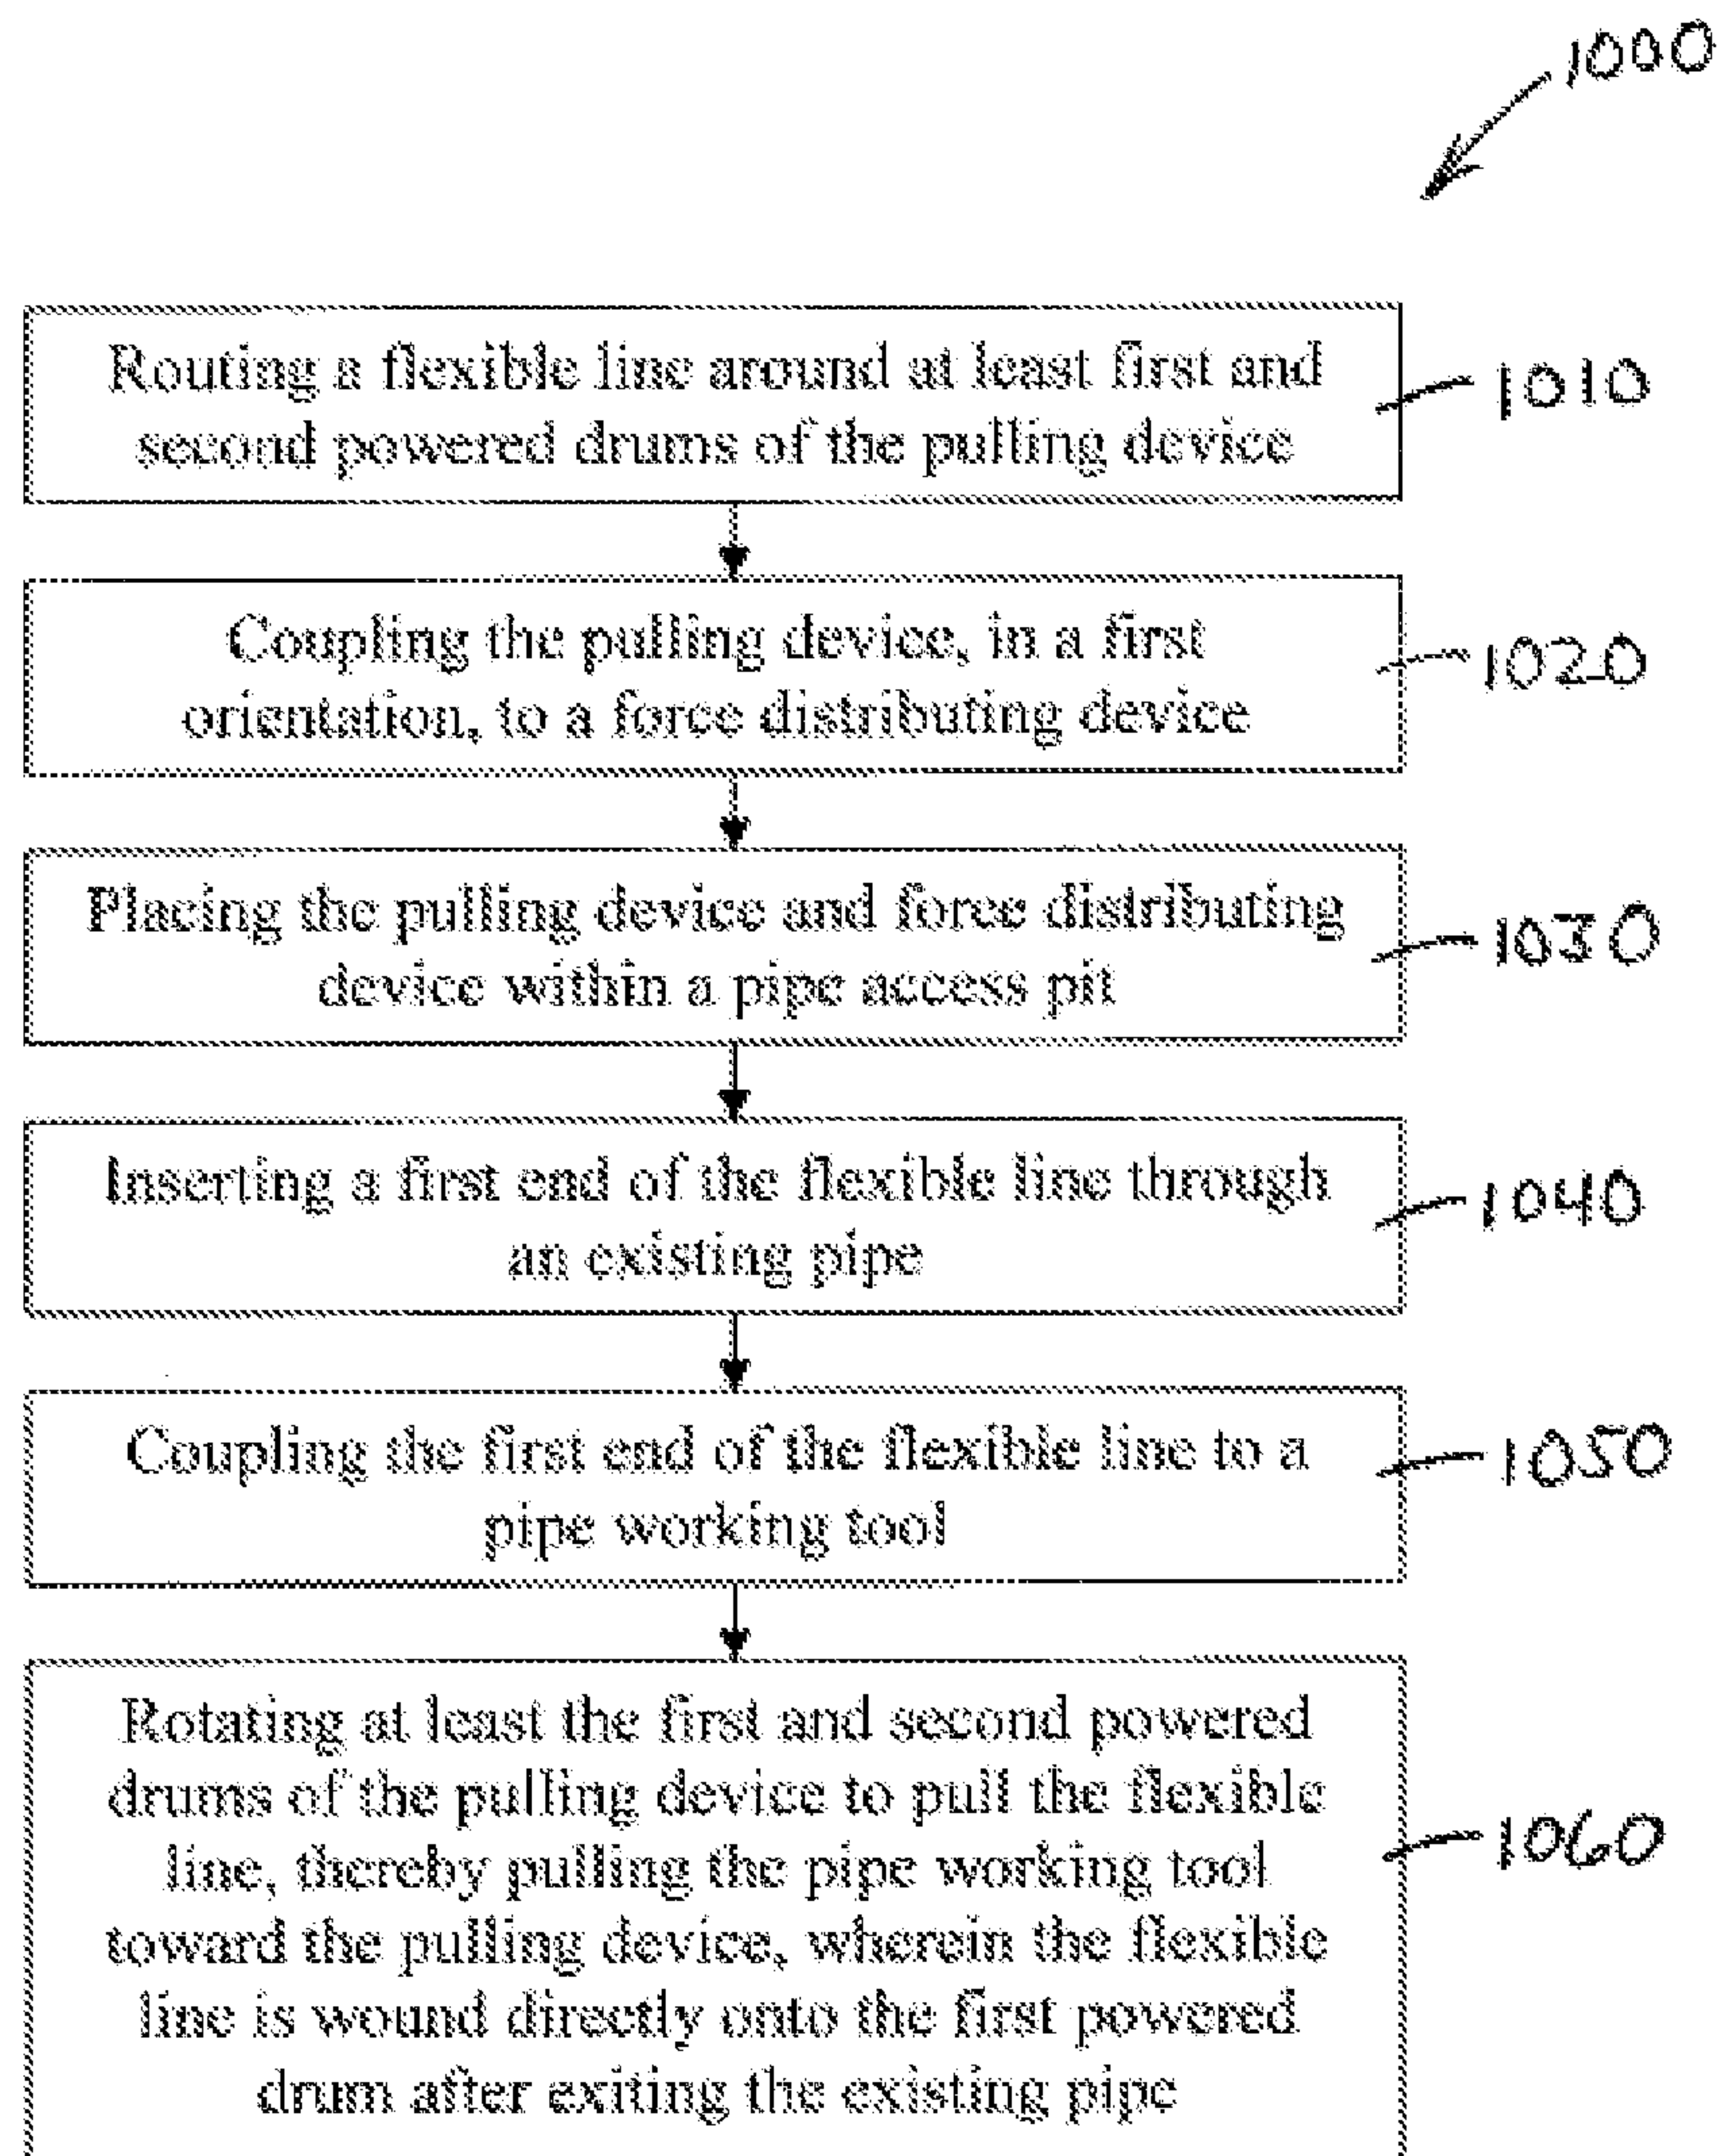 1000
Routing a flexible line around at least first and
second powered drums of the pulling device
1010
Coupling the pulling device, in a first
orientation, to a force distributing device
1020
Placing the pulling device and force distributing
device within a pipe access pit
1030
Inserting a first end of the flexible line through
an existing pipe
1040
Coupling the first end of the flexible line to a
pipe working tool
1050
Rotating at least the first and second powered
drums of the pulling device to pull the flexible
line, thereby pulling the pipe working tool
toward the pulling device, wherein the flexible
line is wound directly onto the first powered
drum after exiting the existing pipe
1060